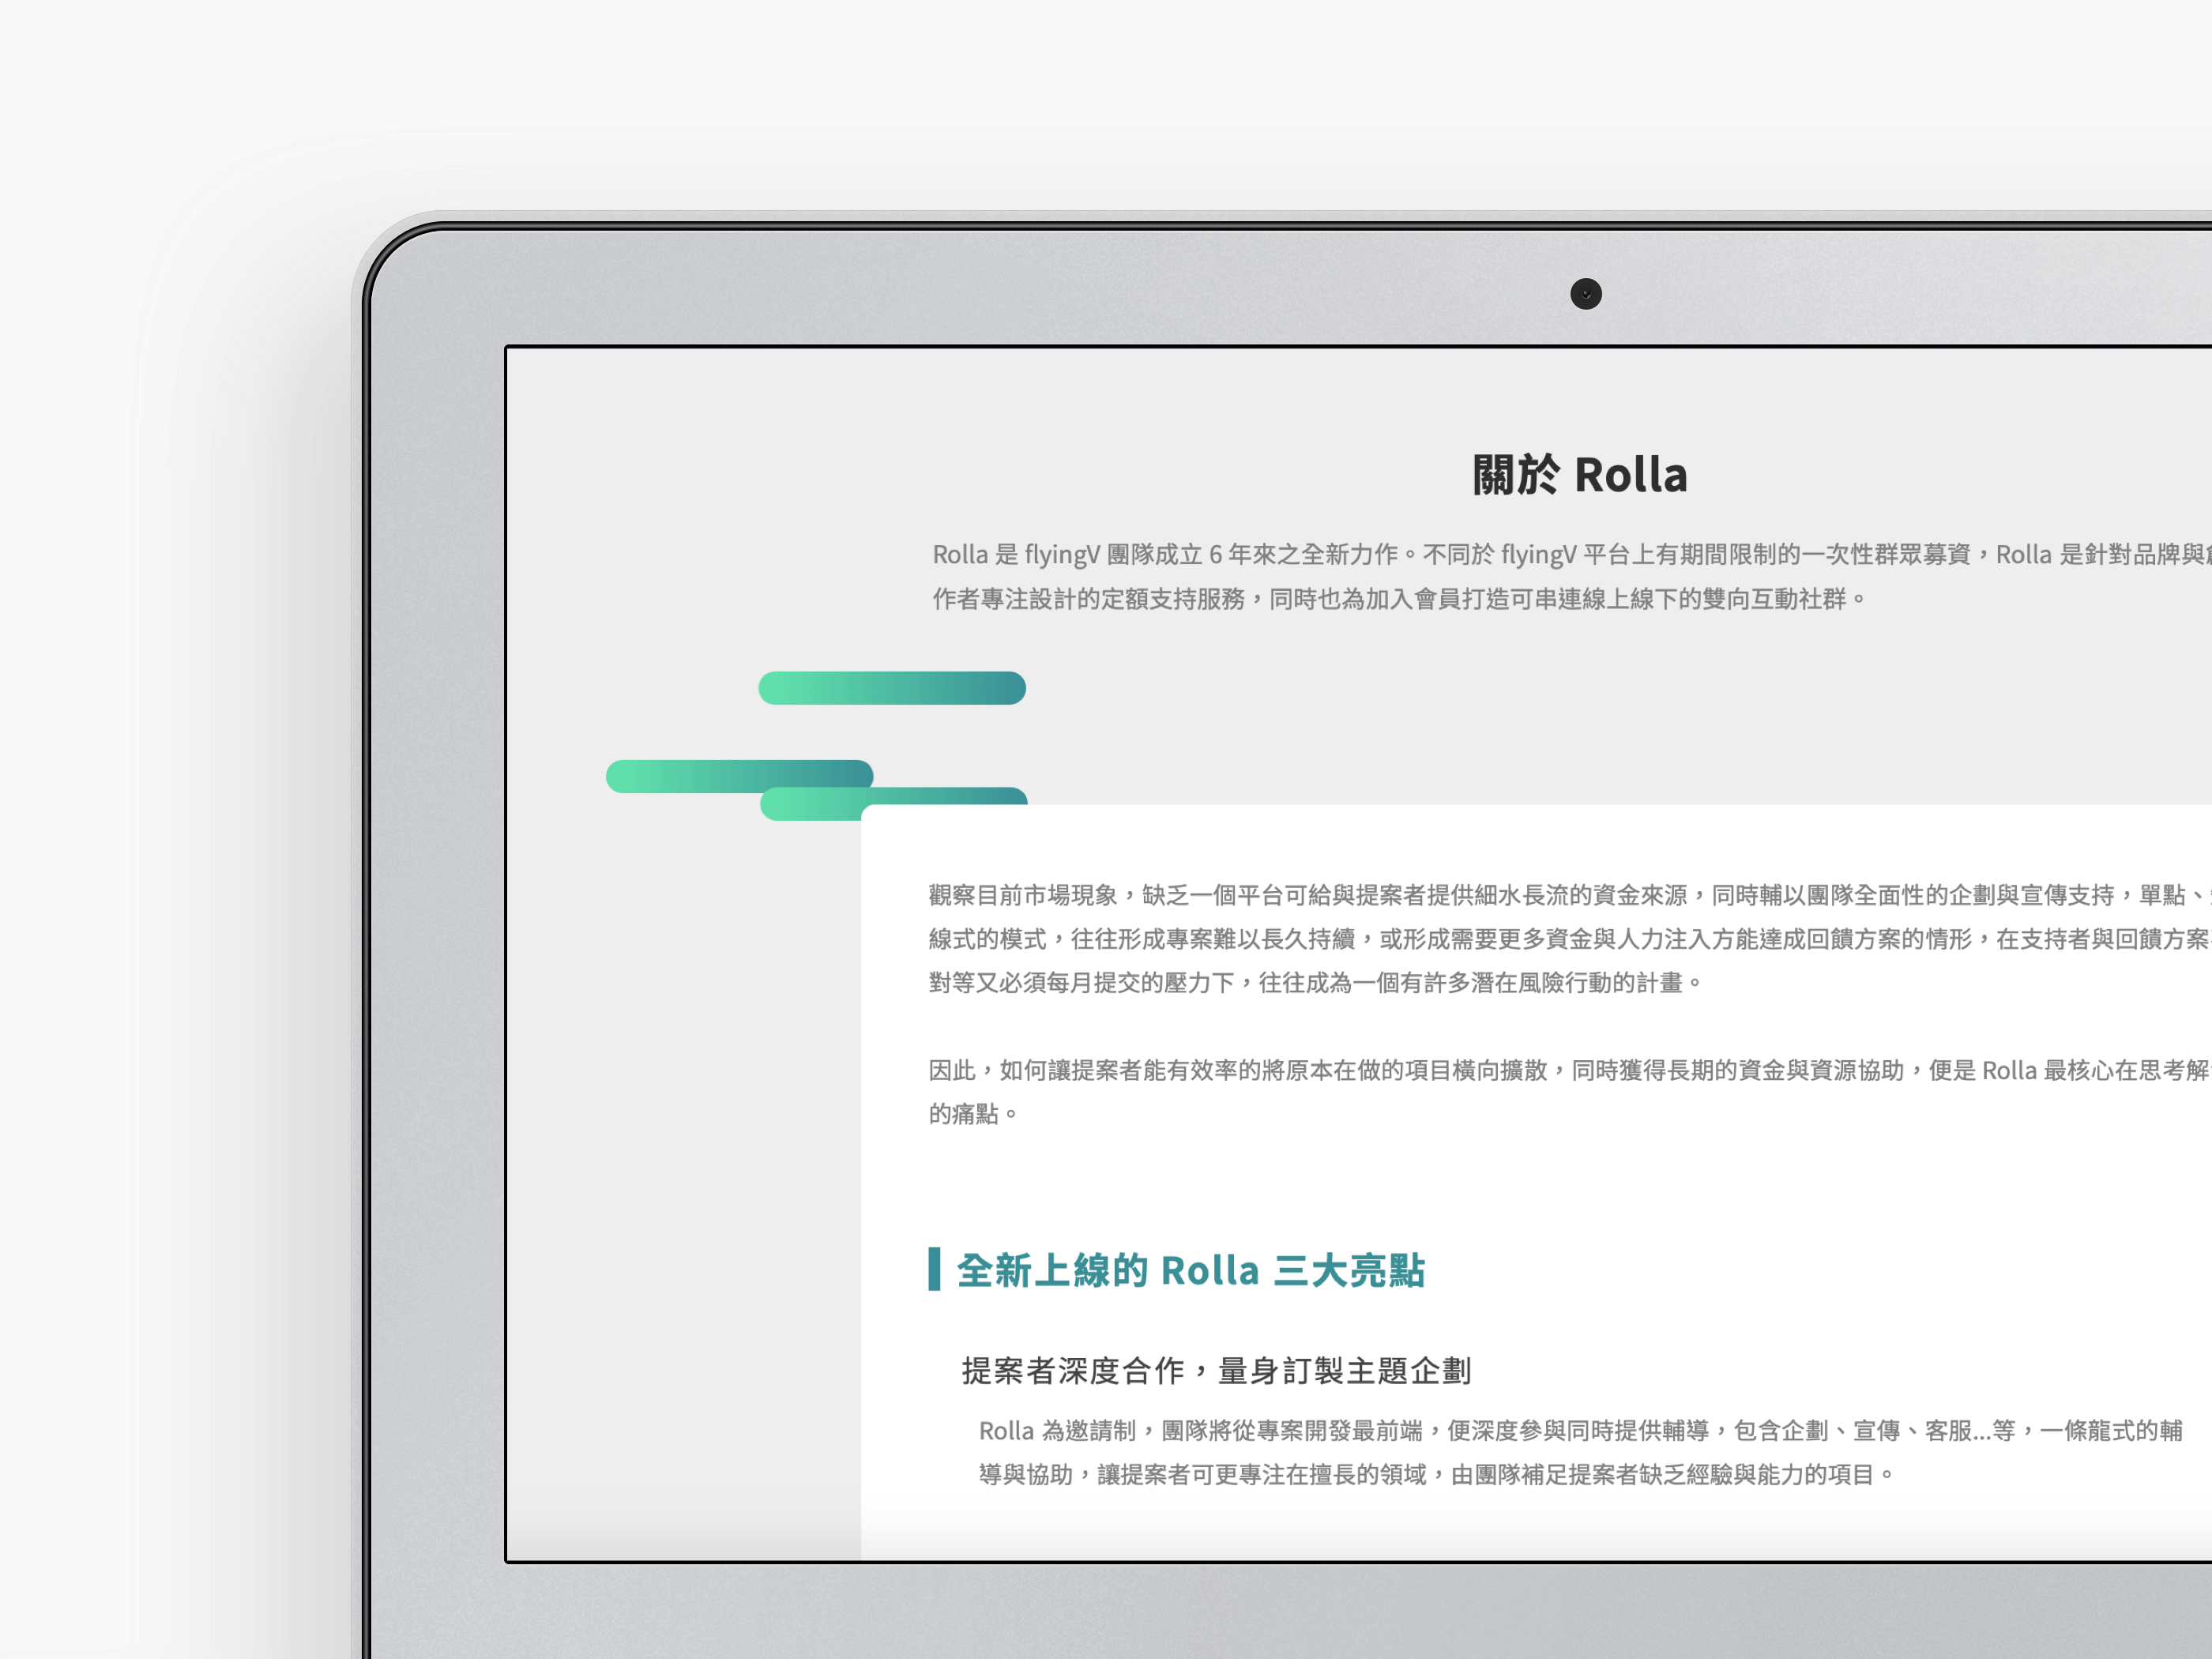 關於 Rolla
Rolla 是 flyingV 團隊成立 6 年來之全新力作。不同於 flyingV 平台上有期間限制的一次性群眾募資，Rolla 是針對品牌與
作者專注設計的定額支持服務，同時也為加入會員打造可串連線上線下的雙向互動社群。
觀察目前市場現象，缺乏一個平台可給與提案者提供細水長流的資金來源，同時輔以團隊全面性的企劃與宣傳支持，單點、
線式的模式，往往形成專案難以長久持續，或形成需要更多資金與人力注入方能達成回饋方案的情形，在支持者與回饋方案
對等又必須每月提交的壓力下，往往成為一個有許多潛在風險行動的計畫。
因此，如何讓提案者能有效率的將原本在做的項目橫向擴散，同時獲得長期的資金與資源協助，便是 Rolla 最核心在思考解
的痛點。
全新上線的 Rolla 三大亮點
提案者深度合作，量身訂製主題企劃
Rolla 為邀請制，團隊將從專案開發最前端，便深度參與同時提供輔導，包含企劃、宣傳、客服...等，一條龍式的輔
導與協助，讓提案者可更專注在擅長的領域，由團隊補足提案者缺乏經驗與能力的項目。